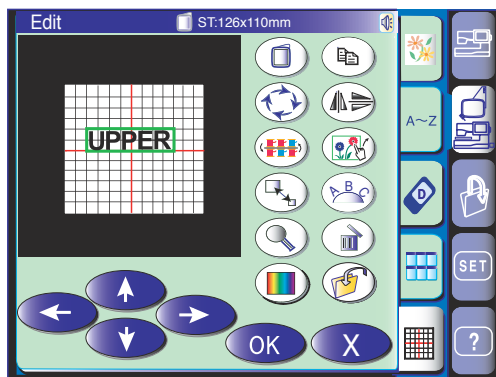 Edit
ST:126x110mm
UPPER
A B C
OK
X
A~Z
D
SET
?